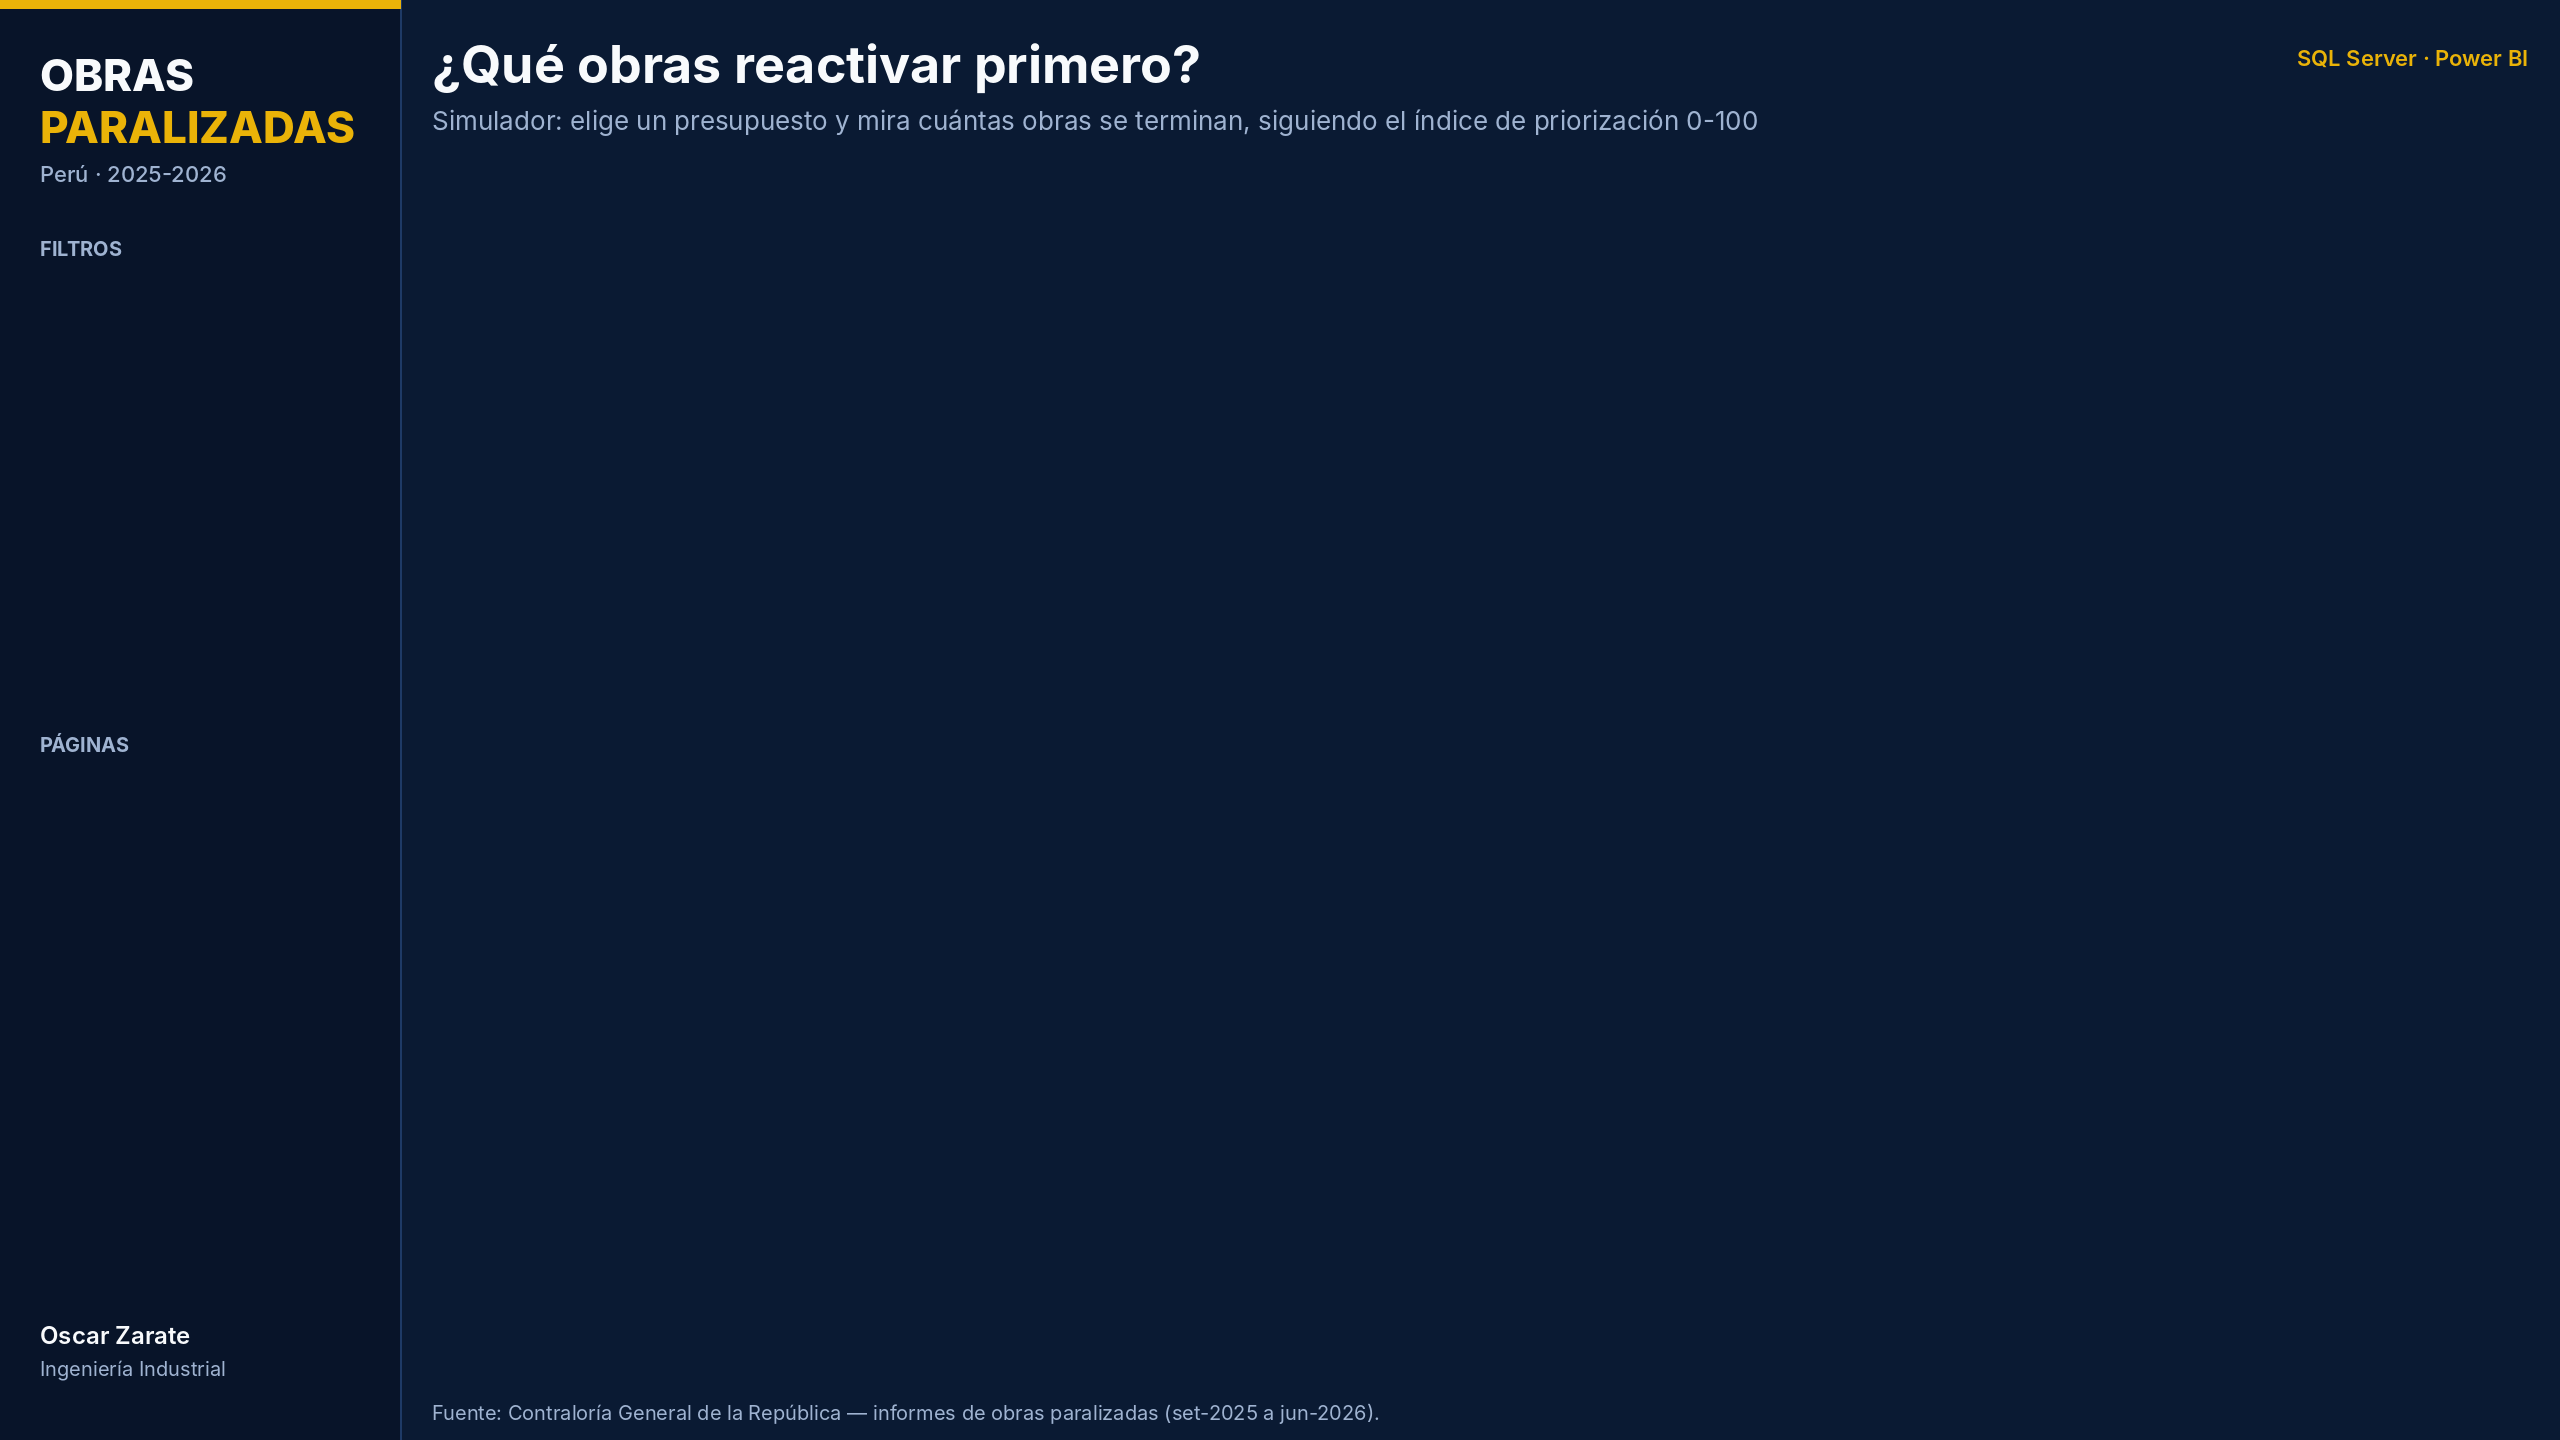 OBRAS
PARALIZADAS
Perú · 2025-2026
FILTROS
PÁGINAS
Oscar Zarate
Ingeniería Industrial
¿Qué obras reactivar primero?
Simulador: elige un presupuesto y mira cuántas obras se terminan, siguiendo el índice de priorización 0-100
SQL Server · Power BI
Fuente: Contraloría General de la República — informes de obras paralizadas (set-2025 a jun-2026).